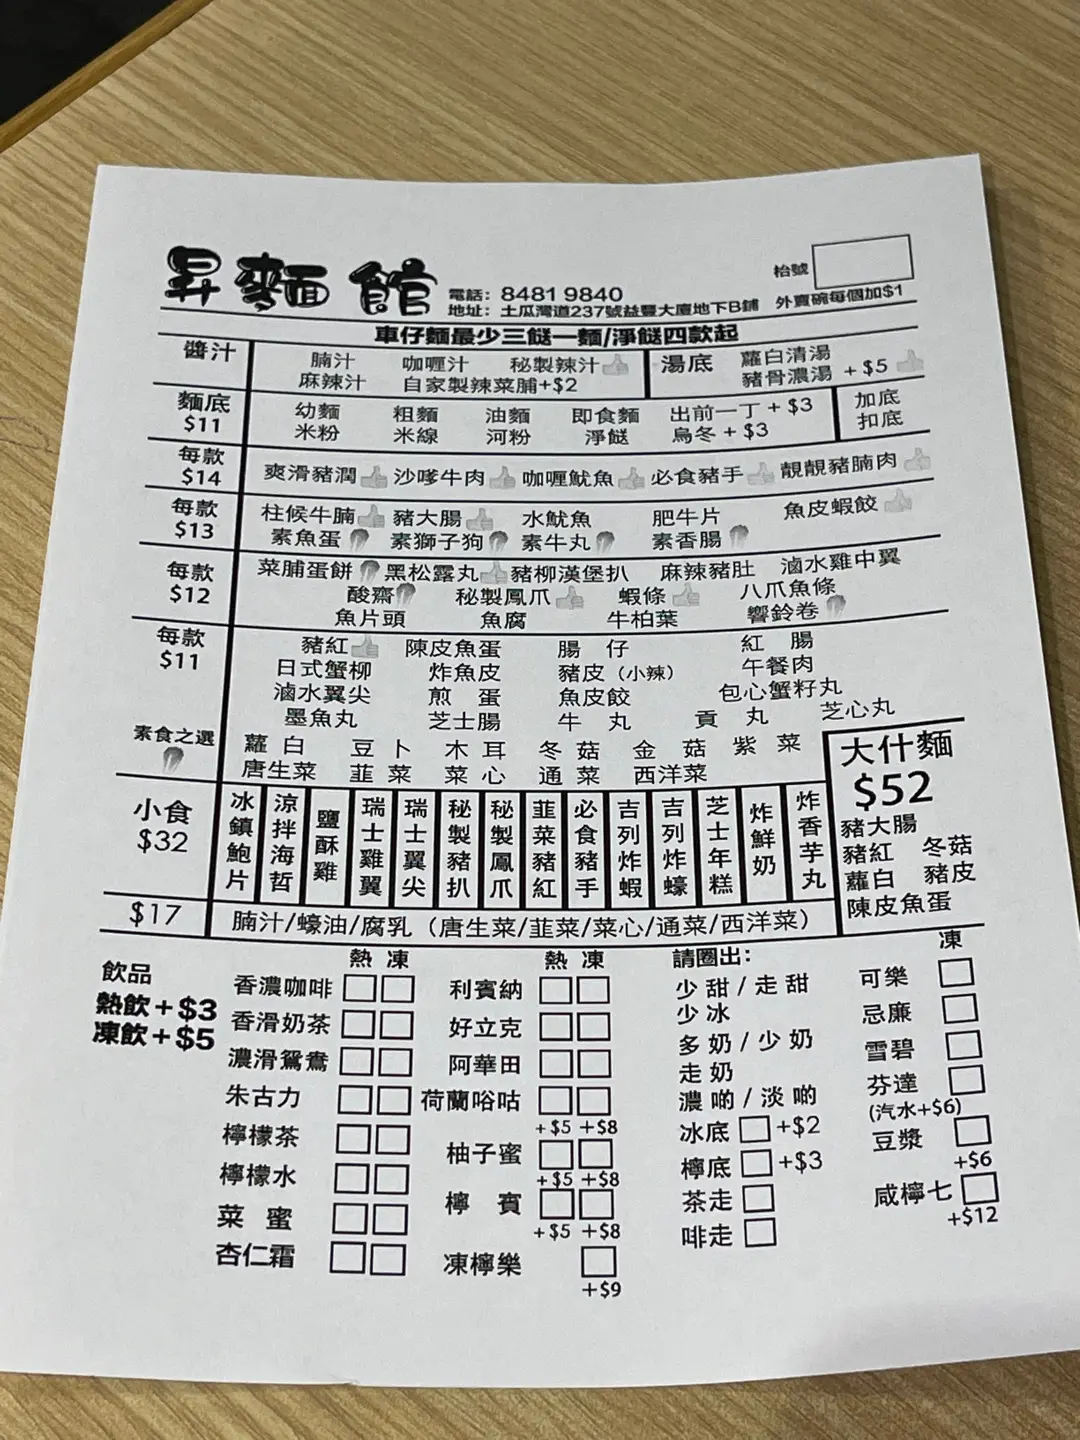 昇麵館
枱號
電話：8481 9840
地址：土瓜灣道237號益豐大廈地下B鋪 外賣碗每個加$1
車仔麵最少三餸一麵/淨餸四款起
醬汁
腩汁 咖喱汁 秘製辣汁
麻辣汁 自家製辣菜脯+$2
湯底
蘿白清湯
豬骨濃湯 +$5
麵底
$11
幼麵 粗麵 油麵 即食麵 出前一丁+$3
米粉 米線 河粉 淨餸 烏冬+$3
加底
扣底
每款
$14
爽滑豬潤 沙嗲牛肉 咖喱魷魚 必食豬手 靚靚豬腩肉
每款
$13
柱候牛腩 豬大腸 水魷魚 肥牛片 魚皮蝦餃
素魚蛋 素獅子狗 素牛丸 素香腸
每款
$12
菜脯蛋餅 黑松露丸 豬柳漢堡扒 麻辣豬肚 滷水雞中翼
酸齋 秘製鳳爪 蝦條 八爪魚條
魚片頭 魚腐 牛柏葉 響鈴卷
每款
$11
豬紅 陳皮魚蛋 腸仔 紅腸
日式蟹柳 炸魚皮 豬皮（小辣） 午餐肉
滷水翼尖 煎蛋 魚皮餃 包心蟹籽丸
墨魚丸 芝士腸 牛丸 貢丸 芝心丸
素食之選
蘿白 豆卜 木耳 冬菇 金菇 紫菜
唐生菜 韮菜 菜心 通菜 西洋菜
大什麵
$52
豬大腸
豬紅 冬菇
蘿白 豬皮
陳皮魚蛋
小食
$32
冰鎮鮑片
涼拌海哲
鹽酥雞
瑞士雞翼
瑞士翼尖
秘製豬扒
秘製鳳爪
韮菜豬紅
必食豬手
吉列炸蝦
吉列炸蠔
芝士年糕
炸鮮奶
炸香芋丸
$17
腩汁/蠔油/腐乳（唐生菜/韮菜/菜心/通菜/西洋菜）
飲品
熱飲+$3
凍飲+$5
熱 凍
香濃咖啡
香滑奶茶
濃滑鴛鴦
朱古力
檸檬茶
檸檬水
菜蜜
杏仁霜
熱 凍
利賓納
好立克
阿華田
荷蘭唂咕
+$5 +$8
柚子蜜
+$5 +$8
檸賓
+$5 +$8
凍檸樂
+$9
請圈出：
少甜/走甜
少冰
多奶/少奶
走奶
濃啲/淡啲
冰底 +$2
檸底 +$3
茶走
啡走
凍
可樂
忌廉
雪碧
芬達
(汽水+$6)
豆漿
+$6
咸檸七
+$12